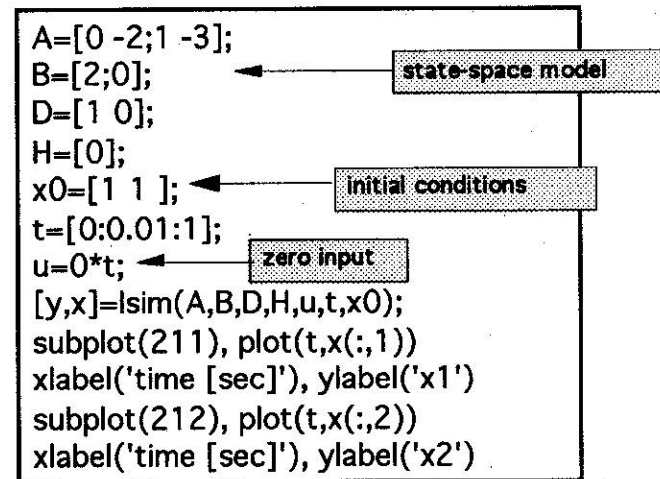 A=[0 -2;1 -3];
B=[2;0];
state-space model
D=[1 0];
H=[0];
x0=[1 1 ];
initial conditions
t=[0:0.01:1];
u=0*t;
zero input
[y,x]=lsim(A,B,D,H,u,t,x0);
subplot(211), plot(t,x(:,1))
xlabel('time [sec]'), ylabel('x1')
subplot(212), plot(t,x(:,2))
xlabel('time [sec]'), ylabel('x2')